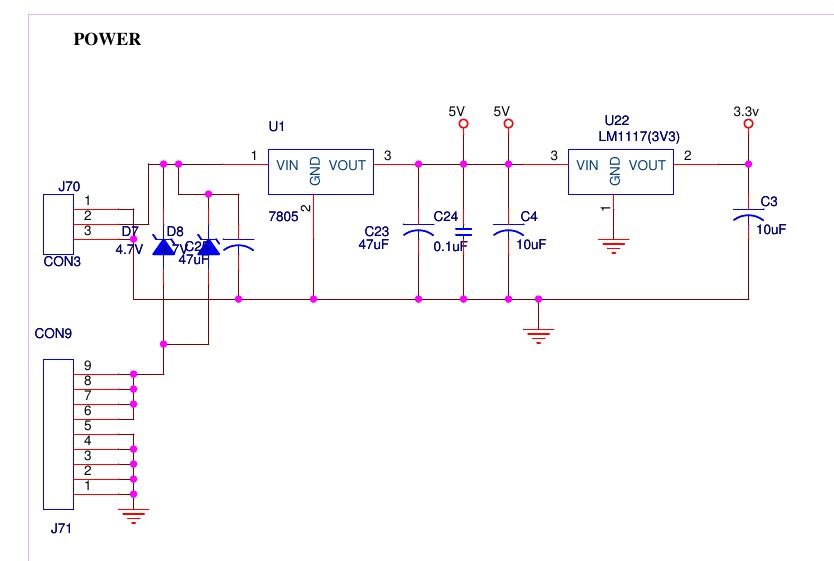 POWER
5V
5V
3.3v
U1
U22
LM1117(3V3)
1
VIN
GND
VOUT
3
3
VIN
GND
VOUT
2
J70
1
2
3
CON3
D7
4.7V
D8
7V
47uF
7805
2
C23
47uF
C24
0.1uF
C4
10uF
1
C3
10uF
CON9
9
8
7
6
5
4
3
2
1
J71